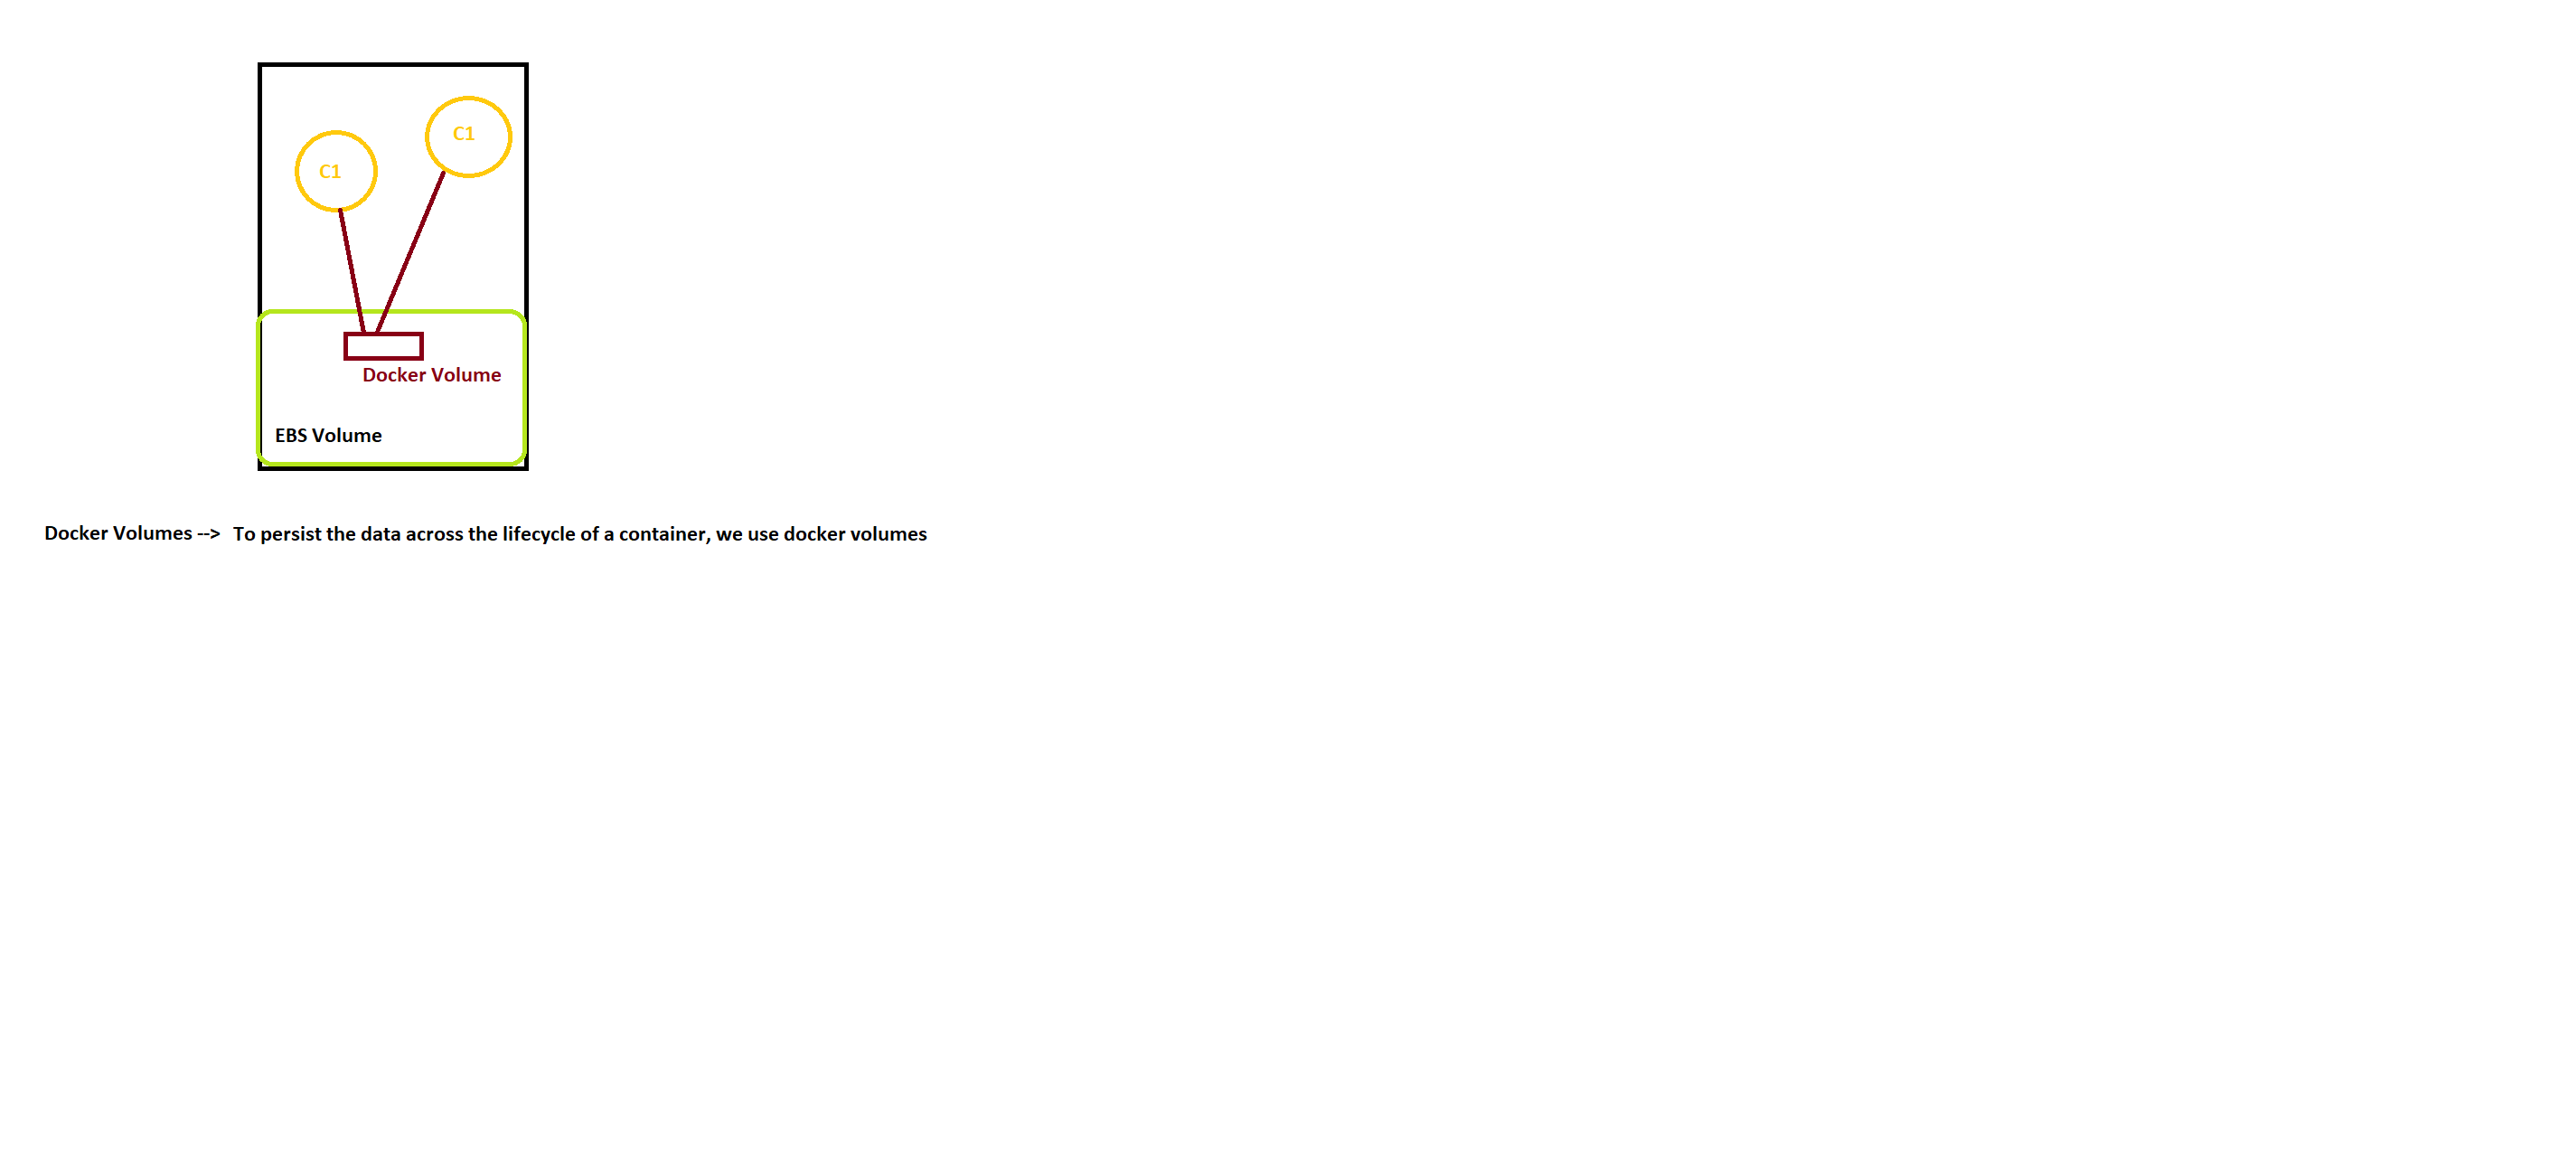 C1
C1
Docker Volume
EBS Volume
Docker Volumes --> To persist the data across the lifecycle of a container, we use docker volumes